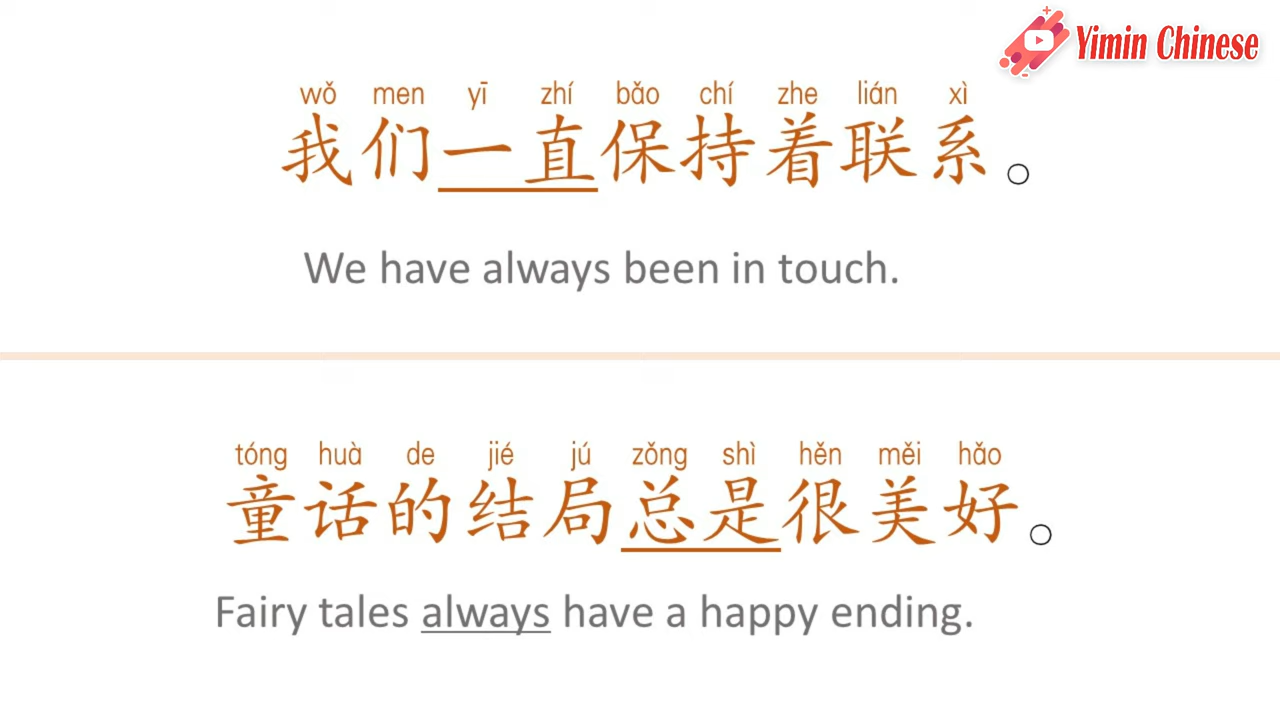 Yimin Chinese
wǒ men yī zhí bǎo chí zhe lián xì
我们一直保持着联系。
We have always been in touch.
tóng huà de jié jú zǒng shì hěn měi hǎo
童话的结局总是很美好。
Fairy tales always have a happy ending.